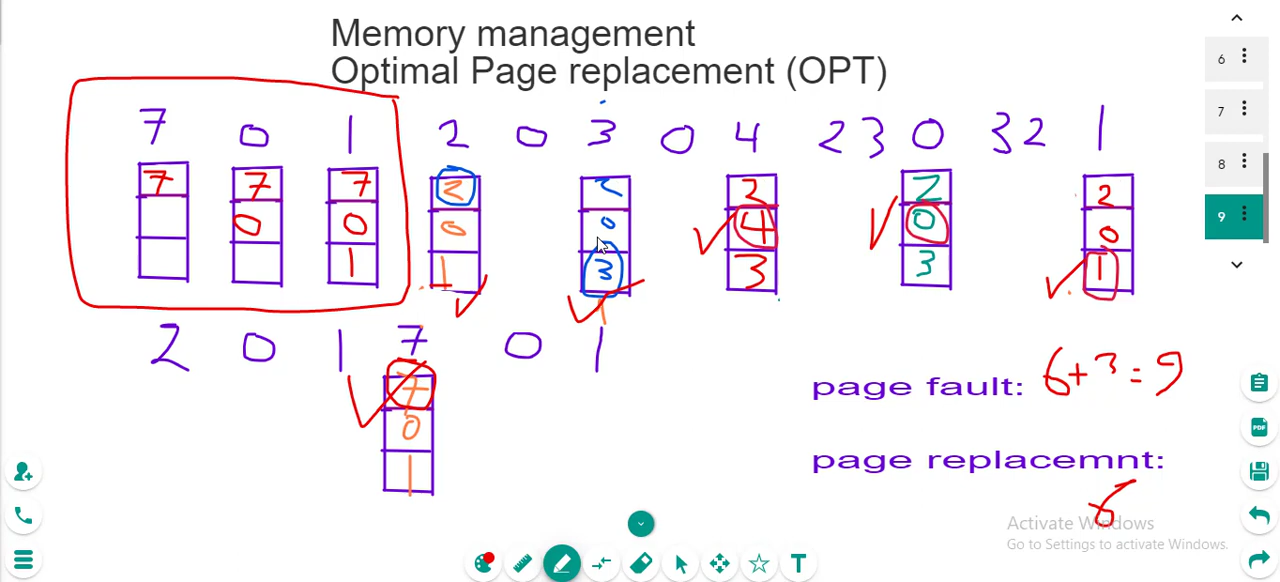 Memory management
Optimal Page replacement (OPT)
7 0 1 2 0 3 0 4 2 3 0 3 2 1
7 7 7 2 2 2 2 2
0 0 0 0 4 0 0
1 1 3 3 3 1
2 0 1 7 0 1
7
0
1
page fault: 6+3=9
page replacemnt:
6
6
7
8
9
PDF
T
Activate Windows
Go to Settings to activate Windows.